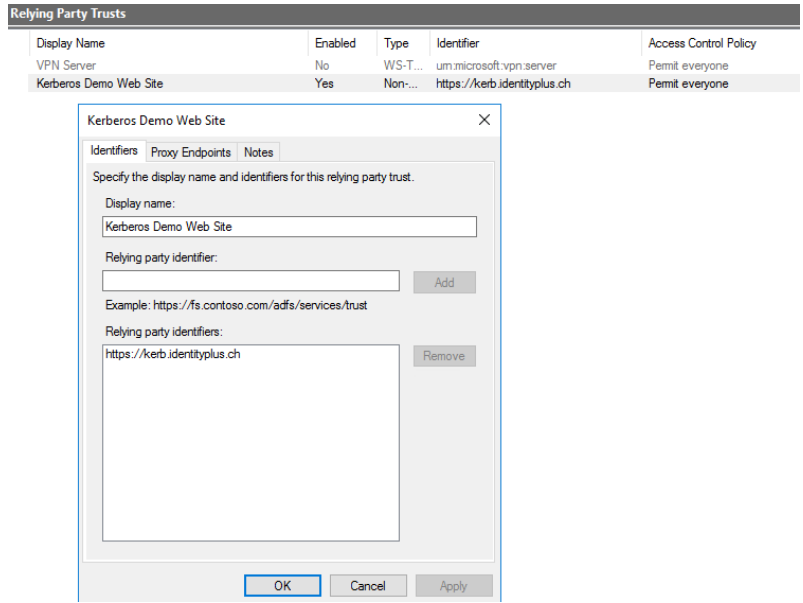 Relying Party Trusts
Display Name Enabled Type Identifier Access Control Policy
VPN Server No WS-T... urn:microsoft:vpn:server Permit everyone
Kerberos Demo Web Site Yes Non-... https://kerb.identityplus.ch Permit everyone
Kerberos Demo Web Site
Identifiers Proxy Endpoints Notes
Specify the display name and identifiers for this relying party trust.
Display name:
Kerberos Demo Web Site
Relying party identifier:
Add
Example: https://fs.contoso.com/adfs/services/trust
Relying party identifiers:
https://kerb.identityplus.ch
Remove
OK Cancel Apply